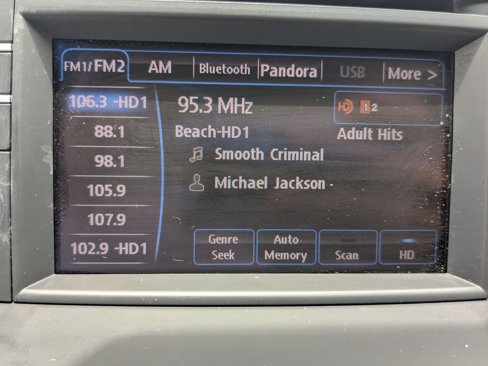 FM1/FM2 AM Bluetooth Pandora USB More >
106.3 -HD1
88.1
98.1
105.9
107.9
102.9 -HD1
95.3 MHz
HD 1 2
Beach-HD1
Adult Hits
Smooth Criminal
Michael Jackson -
Genre Seek
Auto Memory
Scan
HD